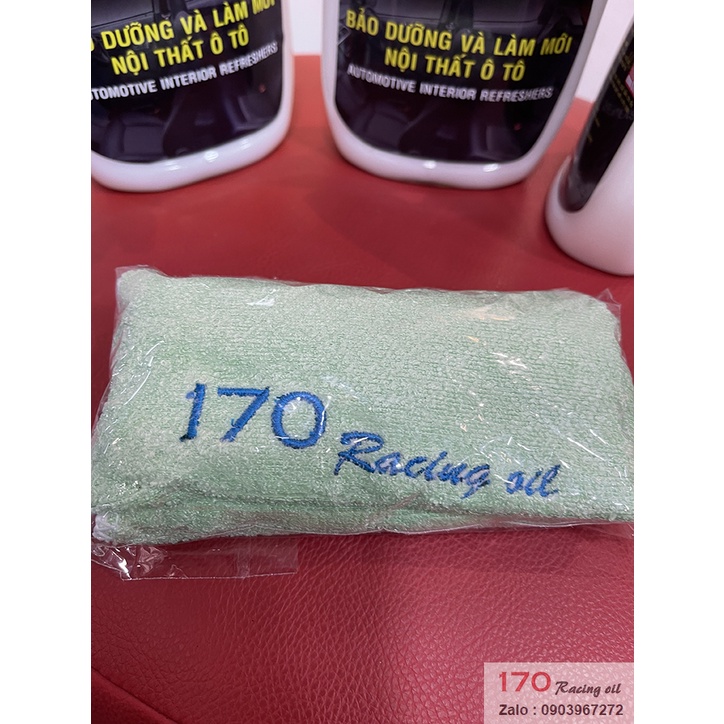 BẢO DƯỠNG VÀ LÀM MỚI
NỘI THẤT Ô TÔ
AUTOMOTIVE INTERIOR REFRESHERS
BẢO DƯỠNG VÀ LÀM MỚI
NỘI THẤT Ô TÔ
AUTOMOTIVE INTERIOR REFRESHERS
170 Racing oil
170 Racing oil
Zalo : 0903967272